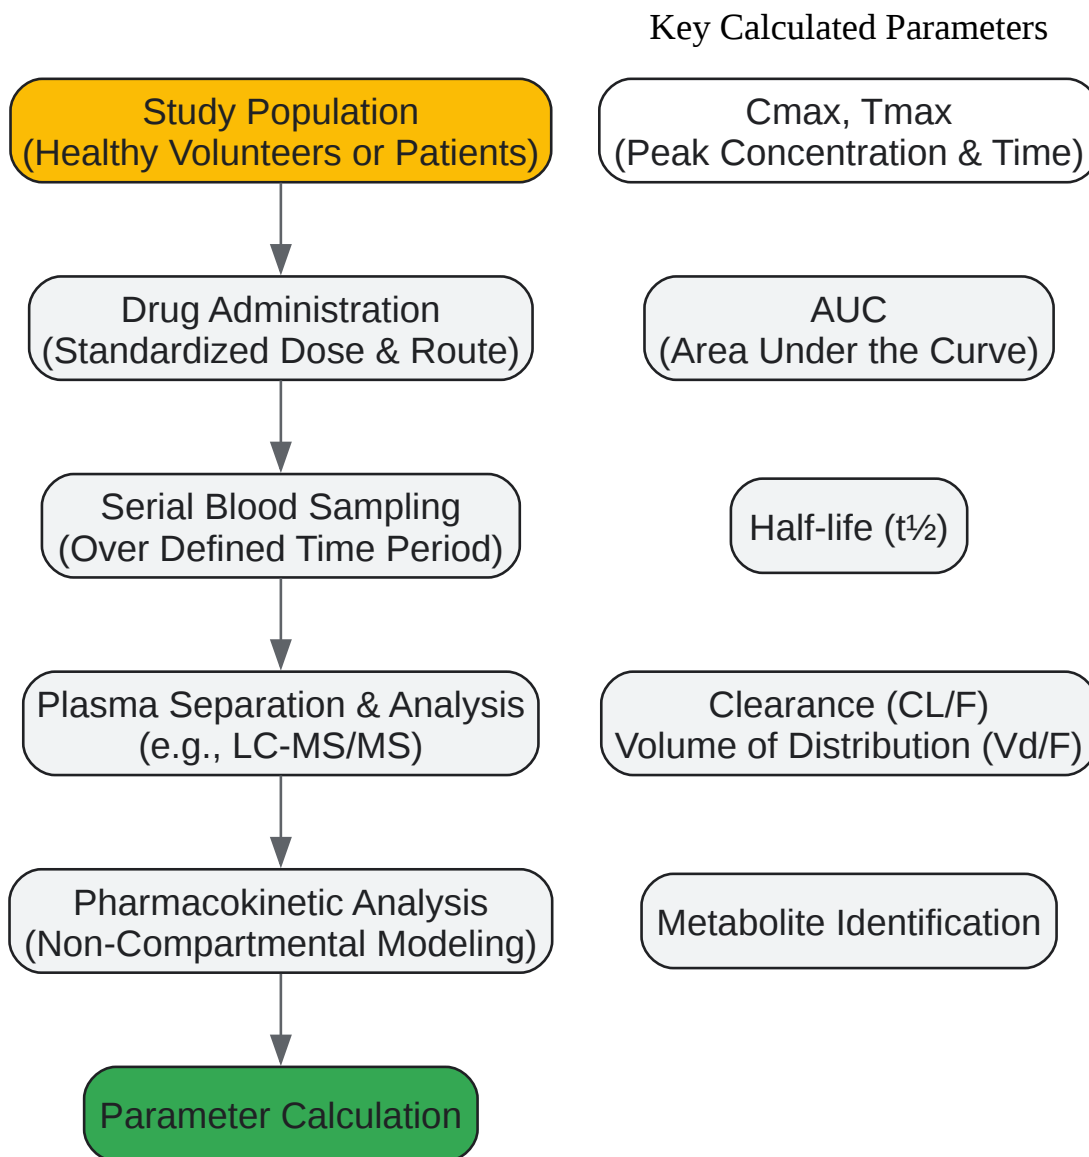 Key Calculated Parameters
Study Population
(Healthy Volunteers or Patients)
Cmax, Tmax
(Peak Concentration & Time)
Drug Administration
(Standardized Dose & Route)
AUC
(Area Under the Curve)
Serial Blood Sampling
(Over Defined Time Period)
Half-life (t½)
Plasma Separation & Analysis
(e.g., LC-MS/MS)
Clearance (CL/F)
Volume of Distribution (Vd/F)
Pharmacokinetic Analysis
(Non-Compartmental Modeling)
Metabolite Identification
Parameter Calculation